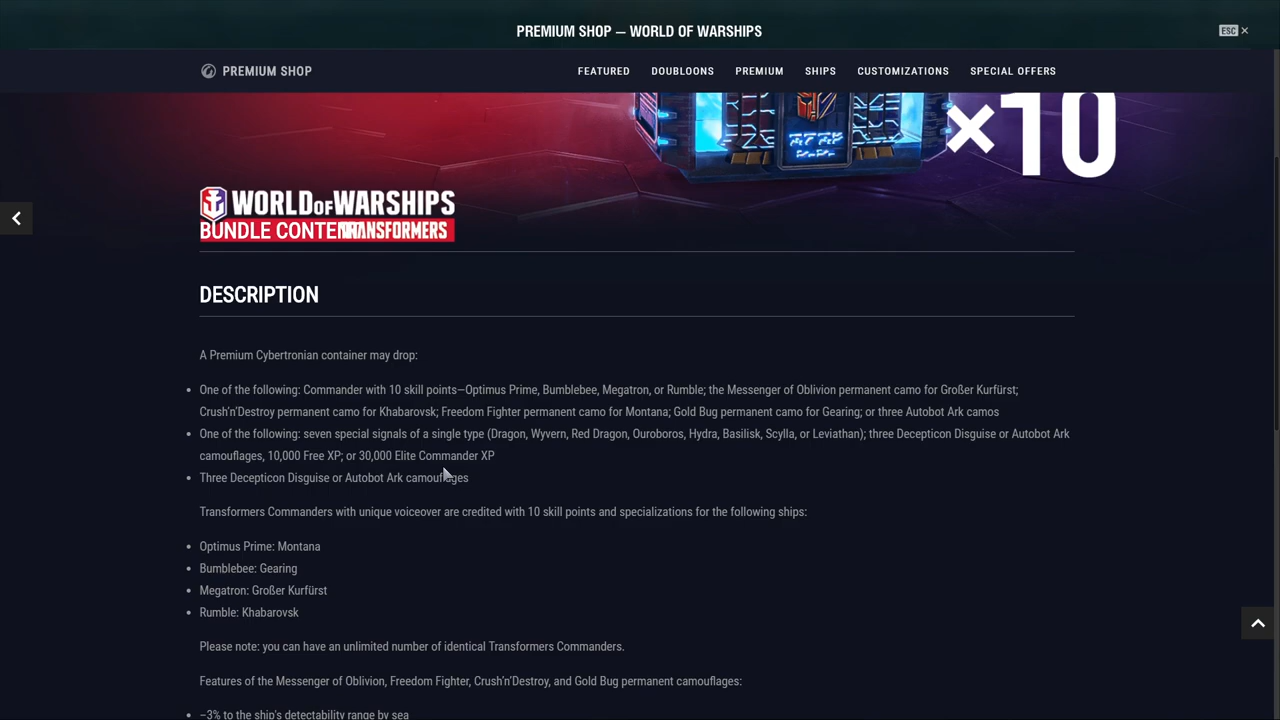 PREMIUM SHOP — WORLD OF WARSHIPS
ESC ×
PREMIUM SHOP
FEATURED
DOUBLOONS
PREMIUM
SHIPS
CUSTOMIZATIONS
SPECIAL OFFERS
×10
WORLD OF WARSHIPS
BUNDLE CONTENT
TRANSFORMERS
DESCRIPTION
A Premium Cybertronian container may drop:
• One of the following: Commander with 10 skill points—Optimus Prime, Bumblebee, Megatron, or Rumble; the Messenger of Oblivion permanent camo for Großer Kurfürst;
Crush'n'Destroy permanent camo for Khabarovsk; Freedom Fighter permanent camo for Montana; Gold Bug permanent camo for Gearing; or three Autobot Ark camos
• One of the following: seven special signals of a single type (Dragon, Wyvern, Red Dragon, Ouroboros, Hydra, Basilisk, Scylla, or Leviathan); three Decepticon Disguise or Autobot Ark
camouflages, 10,000 Free XP; or 30,000 Elite Commander XP
• Three Decepticon Disguise or Autobot Ark camouflages
Transformers Commanders with unique voiceover are credited with 10 skill points and specializations for the following ships:
• Optimus Prime: Montana
• Bumblebee: Gearing
• Megatron: Großer Kurfürst
• Rumble: Khabarovsk
Please note: you can have an unlimited number of identical Transformers Commanders.
Features of the Messenger of Oblivion, Freedom Fighter, Crush'n'Destroy, and Gold Bug permanent camouflages:
• –3% to the ship's detectability range by sea